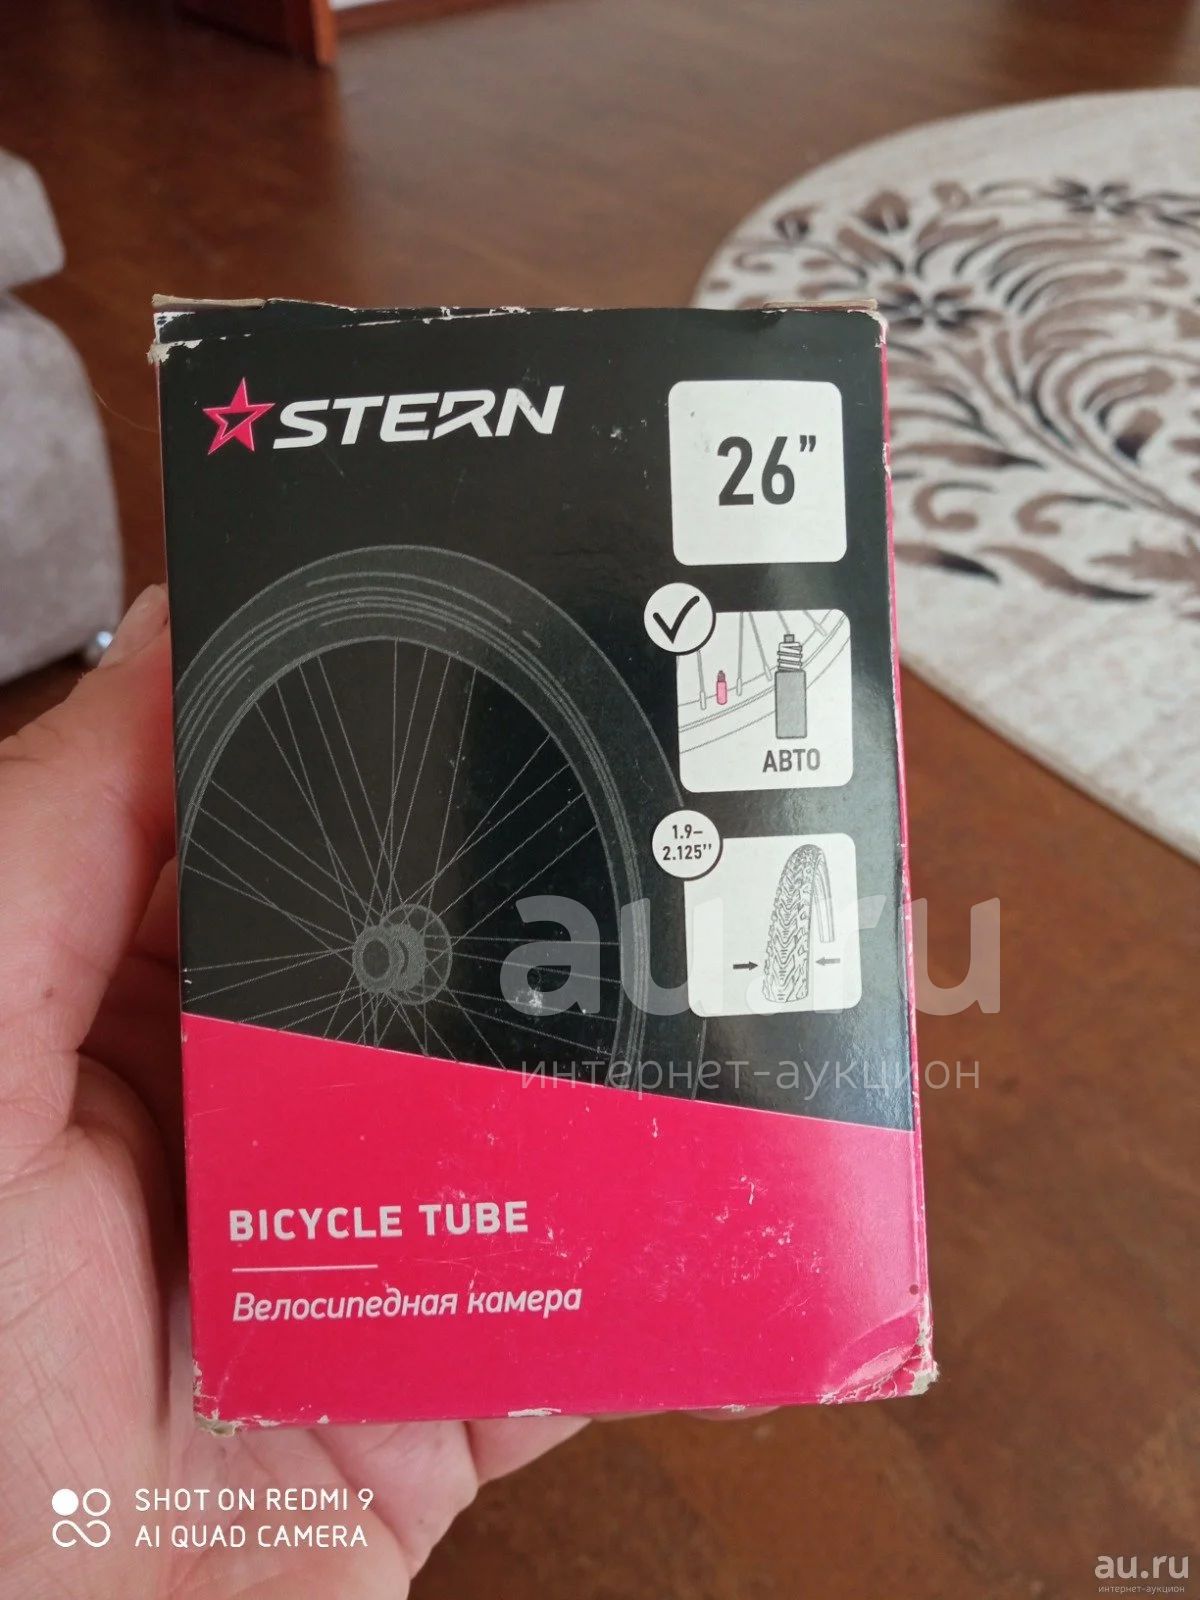 STERN
26”
АВТО
1.9–
2.125’’
au.ru
интернет-аукцион
BICYCLE TUBE
Велосипедная камера
SHOT ON REDMI 9
AI QUAD CAMERA
au.ru
интернет-аукцион